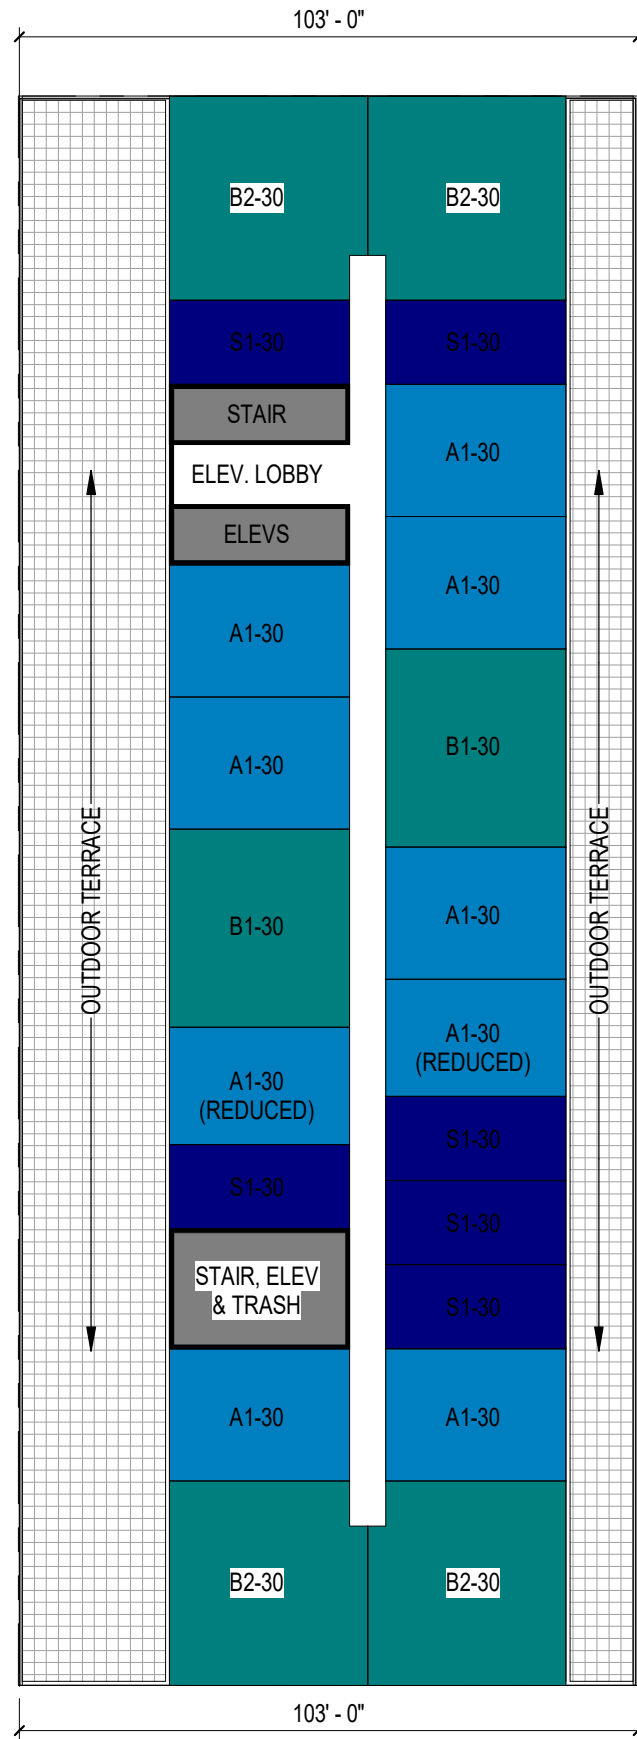 103' - 0"
B2-30
B2-30
S1-30
S1-30
STAIR
A1-30
ELEV. LOBBY
ELEVS
A1-30
A1-30
A1-30
B1-30
OUTDOOR TERRACE
OUTDOOR TERRACE
A1-30
B1-30
A1-30
(REDUCED)
A1-30
(REDUCED)
S1-30
S1-30
S1-30
STAIR, ELEV
& TRASH
S1-30
A1-30
A1-30
B2-30
B2-30
103' - 0"